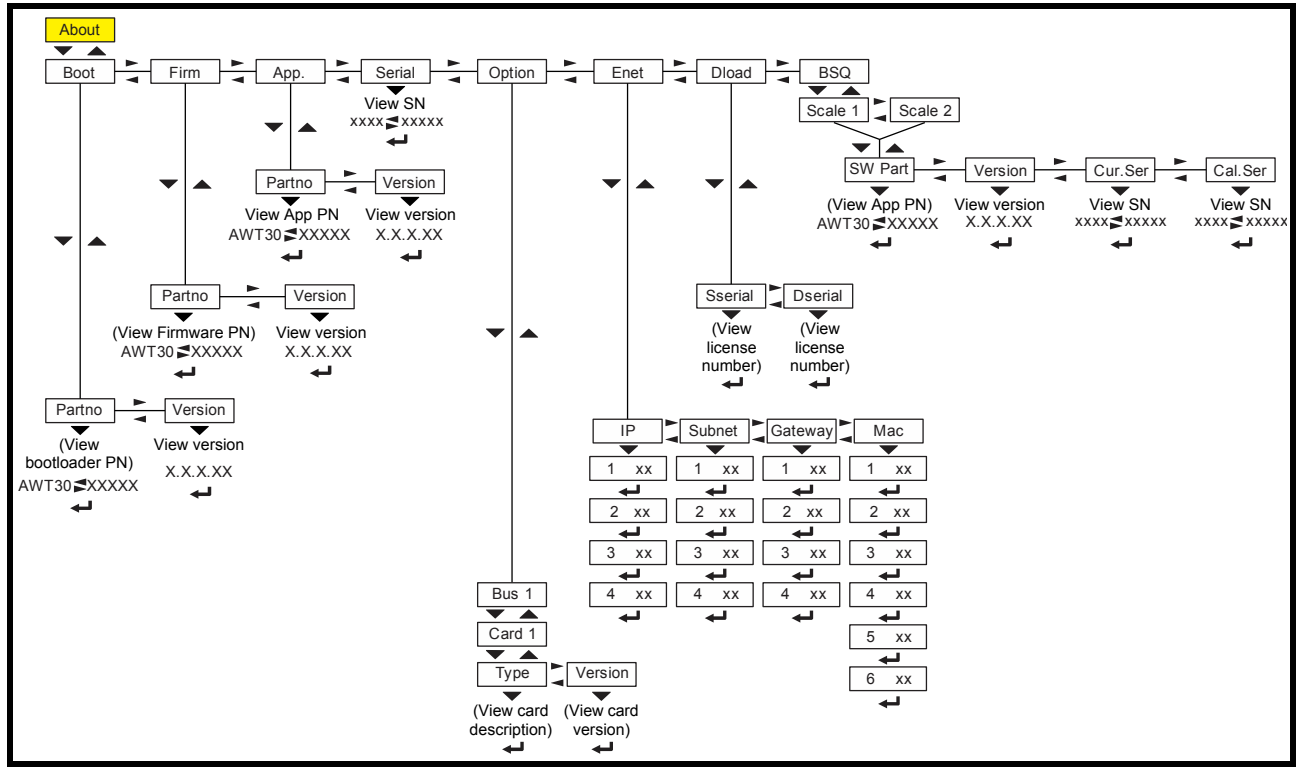 About
Boot Firm App. Serial Option Enet Dload BSQ
View SN
xxxx xxxxx
Scale 1 Scale 2
Partno Version
View App PN View version
AWT30 XXXXX X.X.X.XX
SW Part Version Cur.Ser Cal.Ser
(View App PN) View version View SN View SN
AWT30 XXXXX X.X.X.XX xxxx xxxxx xxxx xxxxx
Partno Version
(View Firmware PN) View version
AWT30 XXXXX X.X.X.XX
Sserial Dserial
(View (View
license license
number) number)
Partno Version
(View View version
bootloader PN)
X.X.X.XX
AWT30 XXXXX
IP Subnet Gateway Mac
1 xx 1 xx 1 xx 1 xx
2 xx 2 xx 2 xx 2 xx
3 xx 3 xx 3 xx 3 xx
4 xx 4 xx 4 xx 4 xx
5 xx
6 xx
Bus 1
Card 1
Type Version
(View card (View card
description) version)